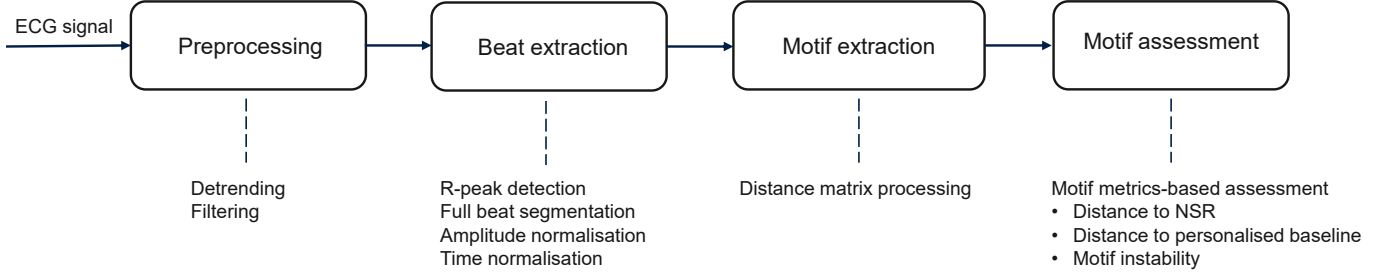 ECG signal
Preprocessing
Beat extraction
Motif extraction
Motif assessment
Detrending
Filtering
R-peak detection
Full beat segmentation
Amplitude normalisation
Time normalisation
Distance matrix processing
Motif metrics-based assessment
• Distance to NSR
• Distance to personalised baseline
• Motif instability